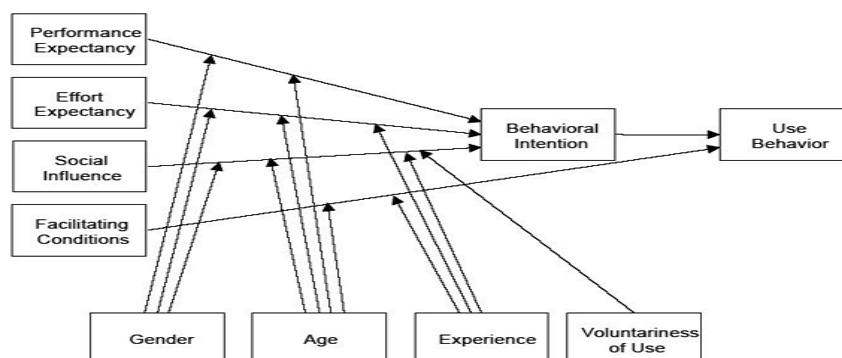 Performance
Expectancy
Effort
Expectancy
Social
Influence
Facilitating
Conditions
Behavioral
Intention
Use
Behavior
Gender
Age
Experience
Voluntariness
of Use